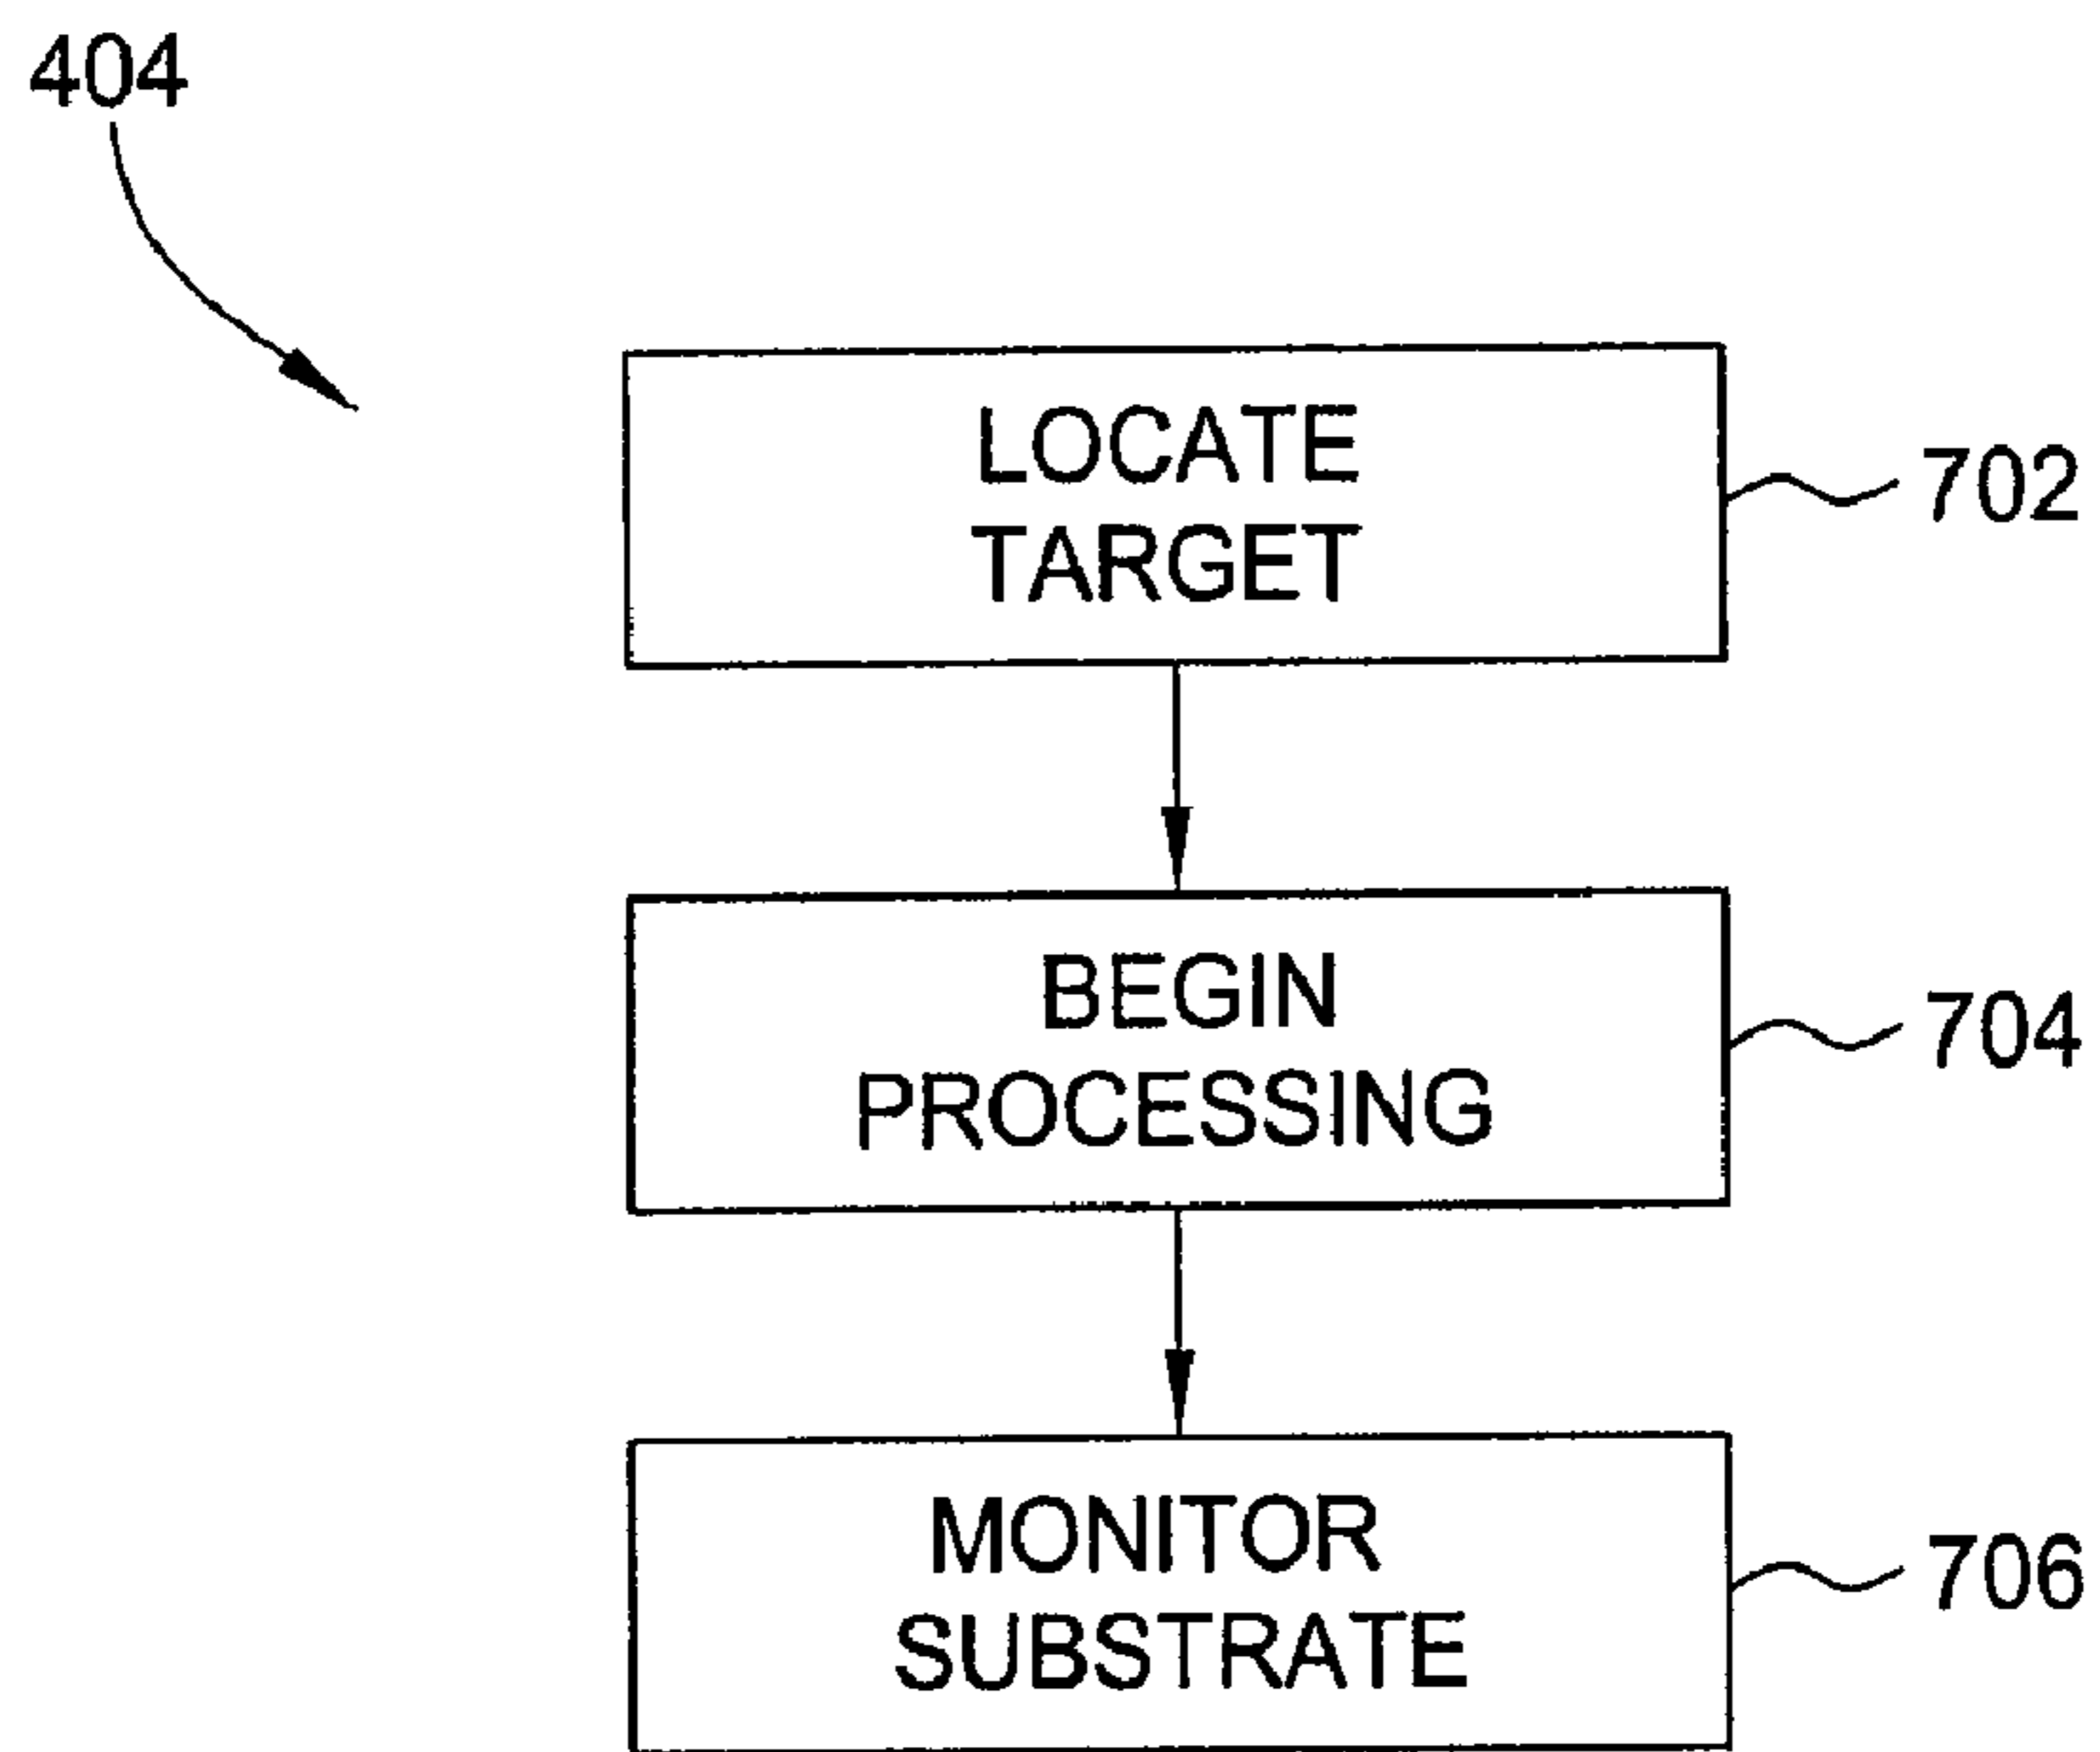 404
LOCATE
TARGET
702
BEGIN
PROCESSING
704
MONITOR
SUBSTRATE
706